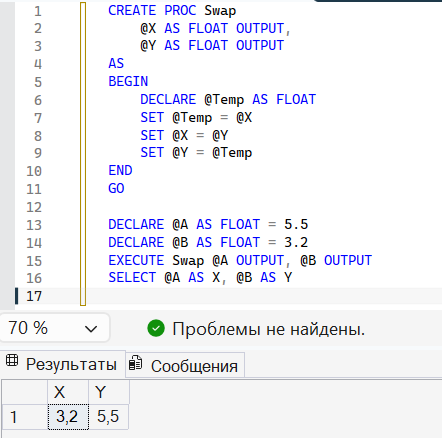 1 CREATE PROC Swap
2     @X AS FLOAT OUTPUT,
3     @Y AS FLOAT OUTPUT
4 AS
5 BEGIN
6     DECLARE @Temp AS FLOAT
7     SET @Temp = @X
8     SET @X = @Y
9     SET @Y = @Temp
10 END
11 GO
12
13 DECLARE @A AS FLOAT = 5.5
14 DECLARE @B AS FLOAT = 3.2
15 EXECUTE Swap @A OUTPUT, @B OUTPUT
16 SELECT @A AS X, @B AS Y
17
70 % Проблемы не найдены.
Результаты Сообщения
X Y
1 3,2 5,5